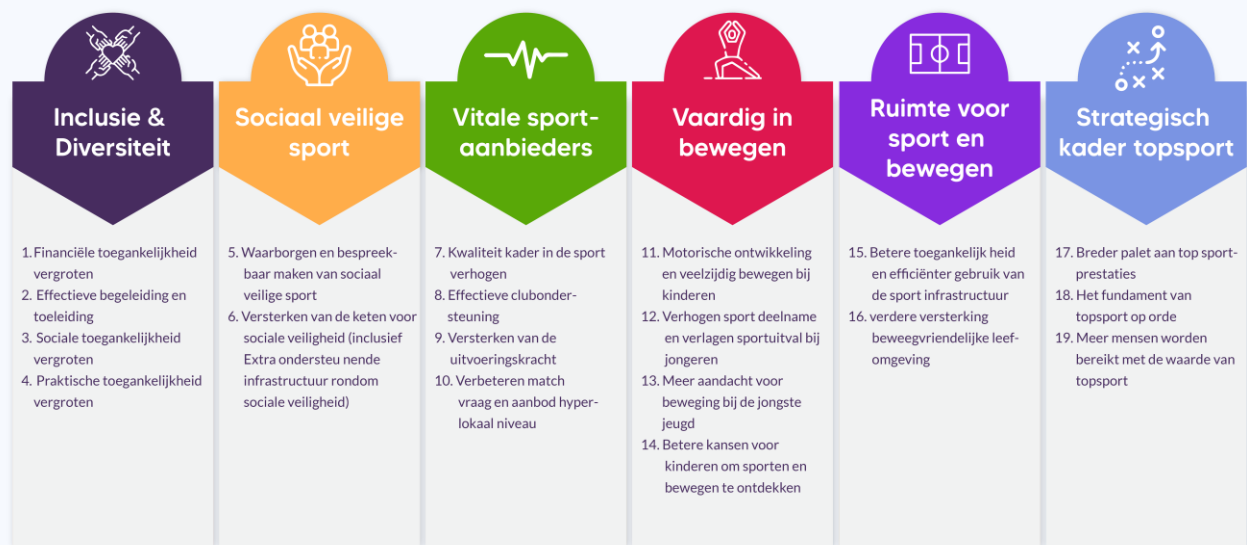 Inclusie &
Diversiteit
1. Financiële toegankelijkheid
vergroten
2. Effectieve begeleiding en
toeleiding
3. Sociale toegankelijkheid
vergroten
4. Praktische toegankelijkheid
vergroten
Sociaal veilige
sport
5. Waarborgen en bespreek-
baar maken van sociaal
veilige sport
6. Versterken van de keten voor
sociale veiligheid (inclusief
Extra ondersteu nende
infrastructuur rondom
sociale veiligheid)
Vitale sport-
aanbieders
7. Kwaliteit kader in de sport
verhogen
8. Effectieve clubonder-
steuning
9. Versterken van de
uitvoeringskracht
10. Verbeteren match
vraag en aanbod hyper-
lokaal niveau
Vaardig in
bewegen
11. Motorische ontwikkeling
en veelzijdig bewegen bij
kinderen
12. Verhogen sport deelname
en verlagen sportuitval bij
jongeren
13. Meer aandacht voor
beweging bij de jongste
jeugd
14. Betere kansen voor
kinderen om sporten en
bewegen te ontdekken
Ruimte voor
sport en
bewegen
15. Betere toegankelijk heid
en efficiënter gebruik van
de sport infrastructuur
16. verdere versterking
beweegvriendelijke leef-
omgeving
Strategisch
kader topsport
17. Breder palet aan top sport-
prestaties
18. Het fundament van
topsport op orde
19. Meer mensen worden
bereikt met de waarde van
topsport